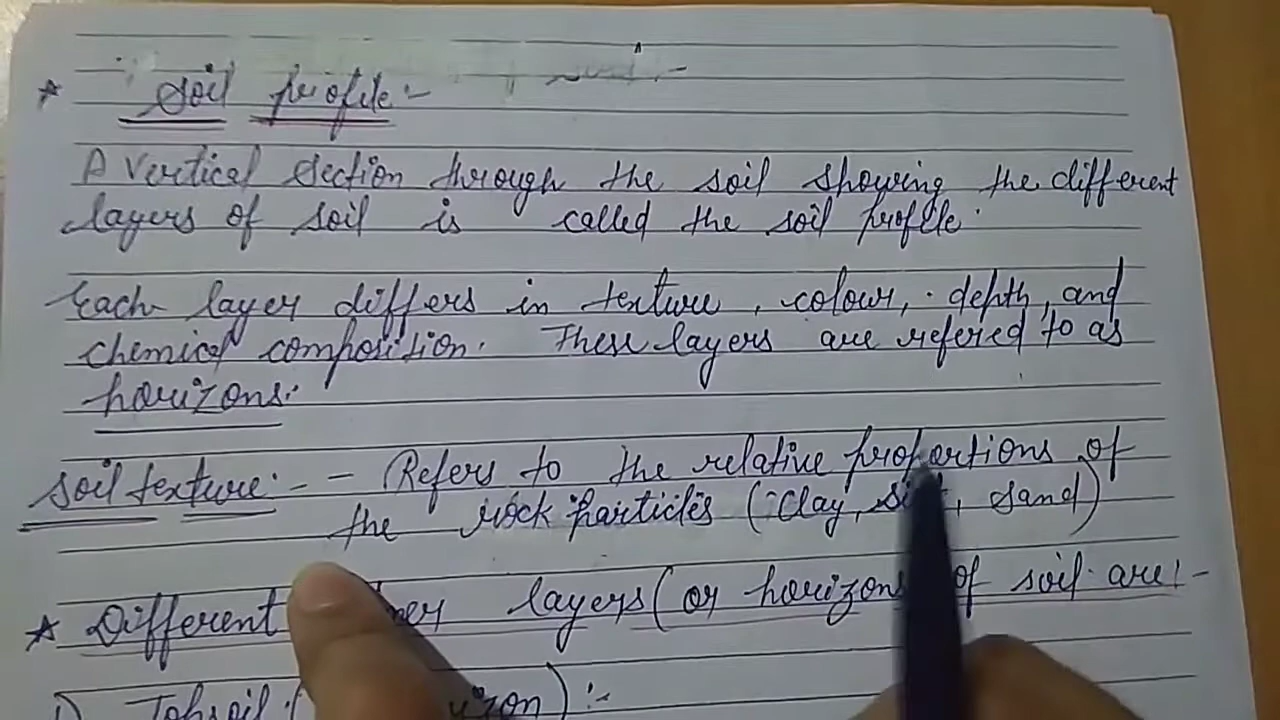 * Soil profile :-
A vertical section through the soil showing the different
layers of soil is called the soil profile.
Each layer differs in texture, colour, depth, and
chemical composition. These layers are refered to as
horizons.
soil texture :- - Refers to the relative proportions of
the rock particles (Clay, , sand)
* Different layers (or horizons of soil are :-
1) Topsoil ( ) :-